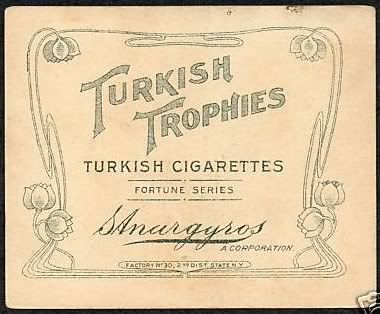 TURKISH
TROPHIES
TURKISH CIGARETTES
FORTUNE SERIES
S Anargyros
A CORPORATION.
FACTORY No 30, 2ND DIST. STATE N.Y.